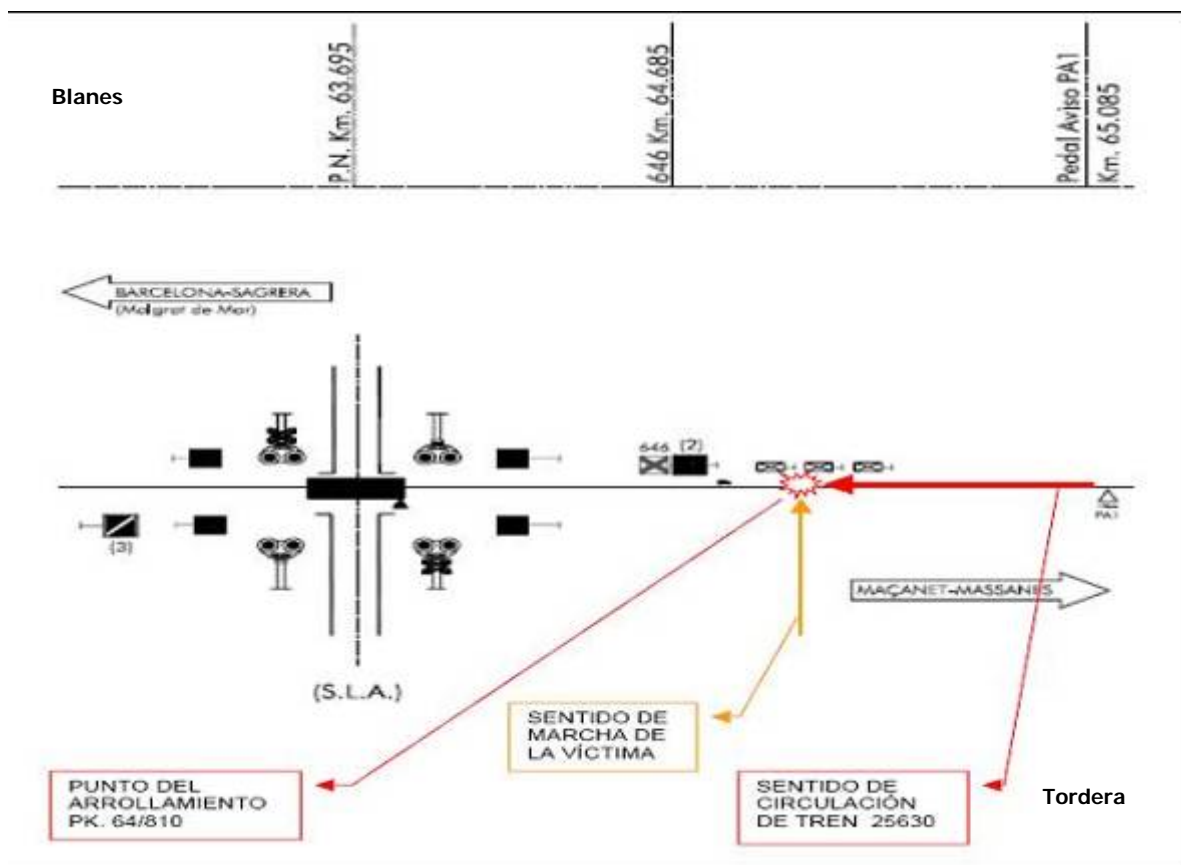 Blanes
P.N. Km. 63.695
646 Km. 64.685
Pedal Aviso PA1
Km. 65.085
BARCELONA-SAGRERA
(Malgrat de Mar)
646 (2)
PA1
(3)
MAÇANET-MASSANES
(S.L.A.)
SENTIDO DE
MARCHA DE
LA VÍCTIMA
PUNTO DEL
ARROLLAMIENTO
PK. 64/810
SENTIDO DE
CIRCULACIÓN
DE TREN 25630
Tordera